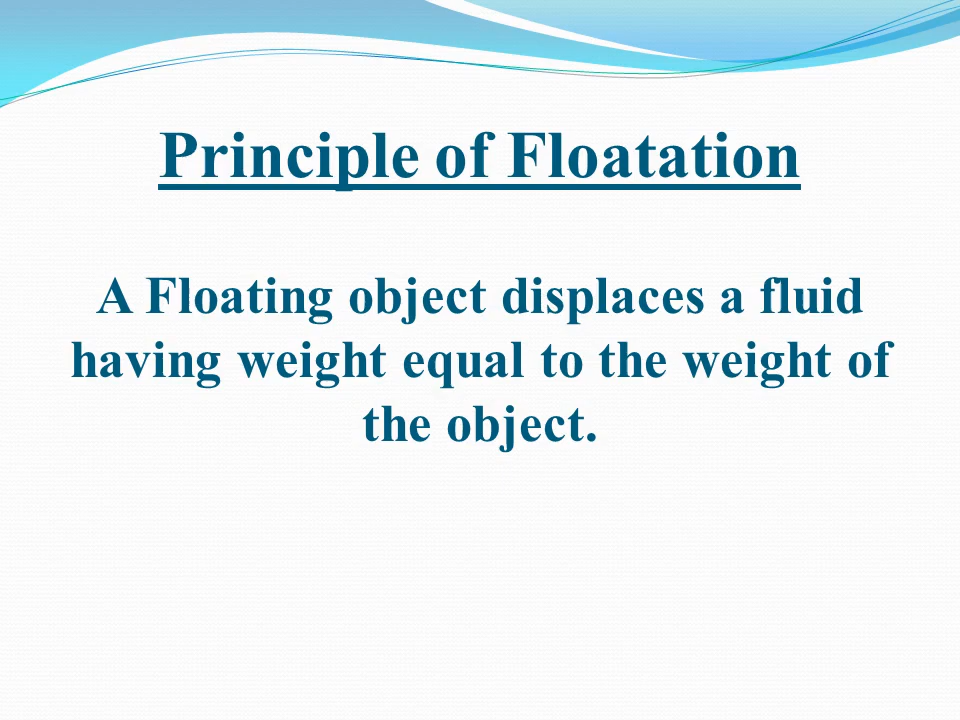 Principle of Floatation
A Floating object displaces a fluid
having weight equal to the weight of
the object.